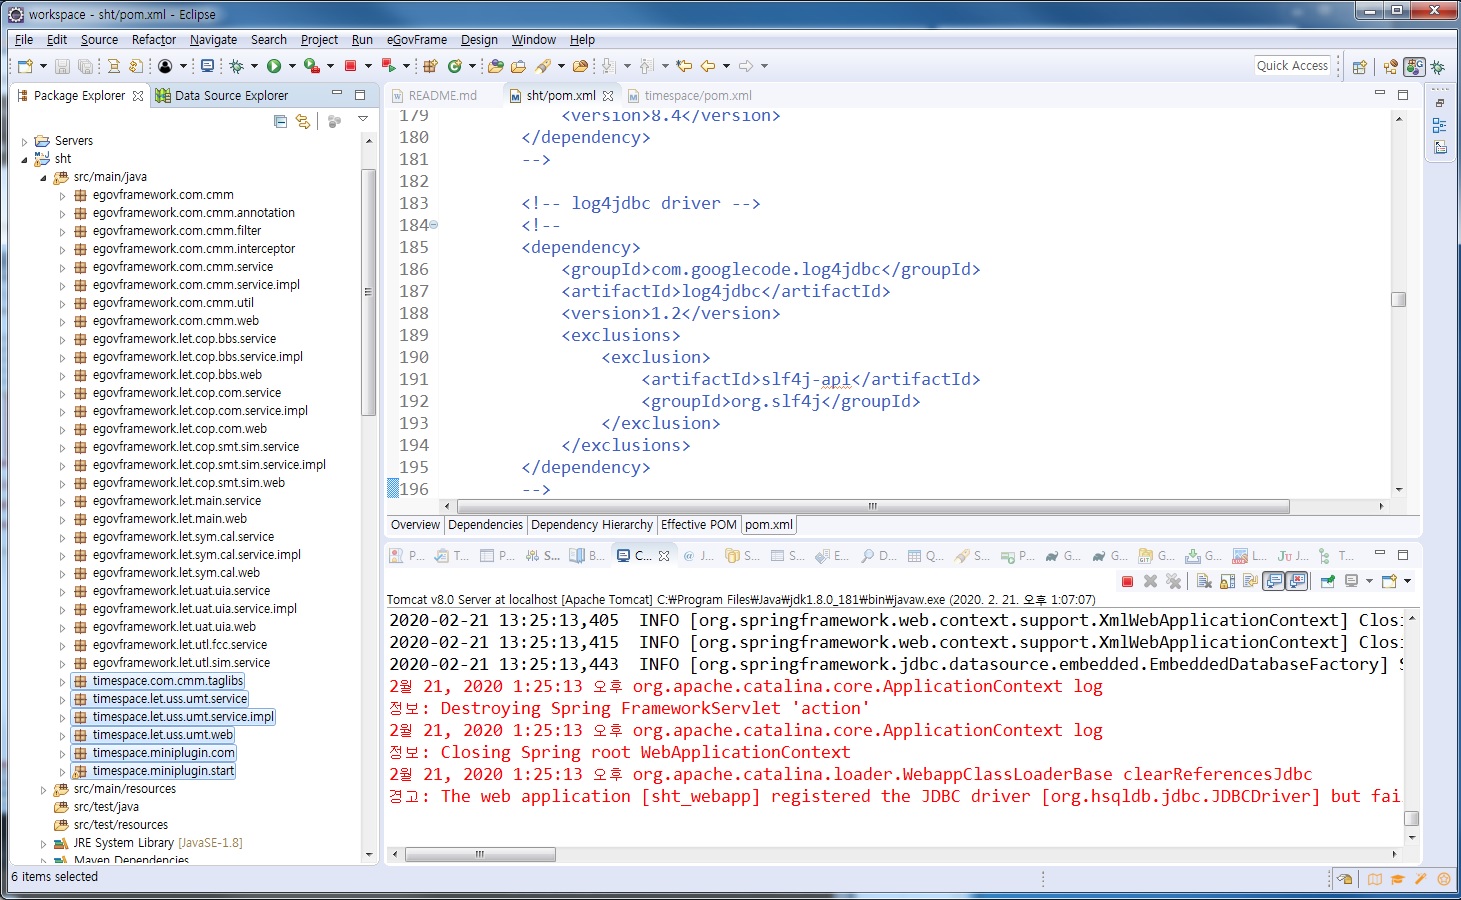 workspace - sht/pom.xml - Eclipse
File Edit Source Refactor Navigate Search Project Run eGovFrame Design Window Help
Quick Access
Package Explorer
Data Source Explorer
Servers
sht
src/main/java
egovframework.com.cmm
egovframework.com.cmm.annotation
egovframework.com.cmm.filter
egovframework.com.cmm.interceptor
egovframework.com.cmm.service
egovframework.com.cmm.service.impl
egovframework.com.cmm.util
egovframework.com.cmm.web
egovframework.let.cop.bbs.service
egovframework.let.cop.bbs.service.impl
egovframework.let.cop.bbs.web
egovframework.let.cop.com.service
egovframework.let.cop.com.service.impl
egovframework.let.cop.com.web
egovframework.let.cop.smt.sim.service
egovframework.let.cop.smt.sim.service.impl
egovframework.let.cop.smt.sim.web
egovframework.let.main.service
egovframework.let.main.web
egovframework.let.sym.cal.service
egovframework.let.sym.cal.service.impl
egovframework.let.sym.cal.web
egovframework.let.uat.uia.service
egovframework.let.uat.uia.service.impl
egovframework.let.uat.uia.web
egovframework.let.utl.fcc.service
egovframework.let.utl.sim.service
timespace.com.cmm.taglibs
timespace.let.uss.umt.service
timespace.let.uss.umt.service.impl
timespace.let.uss.umt.web
timespace.miniplugin.com
timespace.miniplugin.start
src/main/resources
src/test/java
src/test/resources
JRE System Library [JavaSE-1.8]
Maven Dependencies
README.md
sht/pom.xml
timespace/pom.xml
179 <version>8.4</version>
180 </dependency>
181 -->
182
183 <!-- log4jdbc driver -->
184 <!--
185 <dependency>
186 <groupId>com.googlecode.log4jdbc</groupId>
187 <artifactId>log4jdbc</artifactId>
188 <version>1.2</version>
189 <exclusions>
190 <exclusion>
191 <artifactId>slf4j-api</artifactId>
192 <groupId>org.slf4j</groupId>
193 </exclusion>
194 </exclusions>
195 </dependency>
196 -->
Overview Dependencies Dependency Hierarchy Effective POM pom.xml
P... T... P... S... B... C... J... S... S... E... D... Q... S... P... G... G... G... G... L... J... T...
Tomcat v8.0 Server at localhost [Apache Tomcat] C:₩Program Files₩Java₩jdk1.8.0_181₩bin₩javaw.exe (2020. 2. 21. 오후 1:07:07)
2020-02-21 13:25:13,405 INFO [org.springframework.web.context.support.XmlWebApplicationContext] Closi
2020-02-21 13:25:13,415 INFO [org.springframework.web.context.support.XmlWebApplicationContext] Closi
2020-02-21 13:25:13,443 INFO [org.springframework.jdbc.datasource.embedded.EmbeddedDatabaseFactory] S
2월 21, 2020 1:25:13 오후 org.apache.catalina.core.ApplicationContext log
정보: Destroying Spring FrameworkServlet 'action'
2월 21, 2020 1:25:13 오후 org.apache.catalina.core.ApplicationContext log
정보: Closing Spring root WebApplicationContext
2월 21, 2020 1:25:13 오후 org.apache.catalina.loader.WebappClassLoaderBase clearReferencesJdbc
경고: The web application [sht_webapp] registered the JDBC driver [org.hsqldb.jdbc.JDBCDriver] but fai
6 items selected